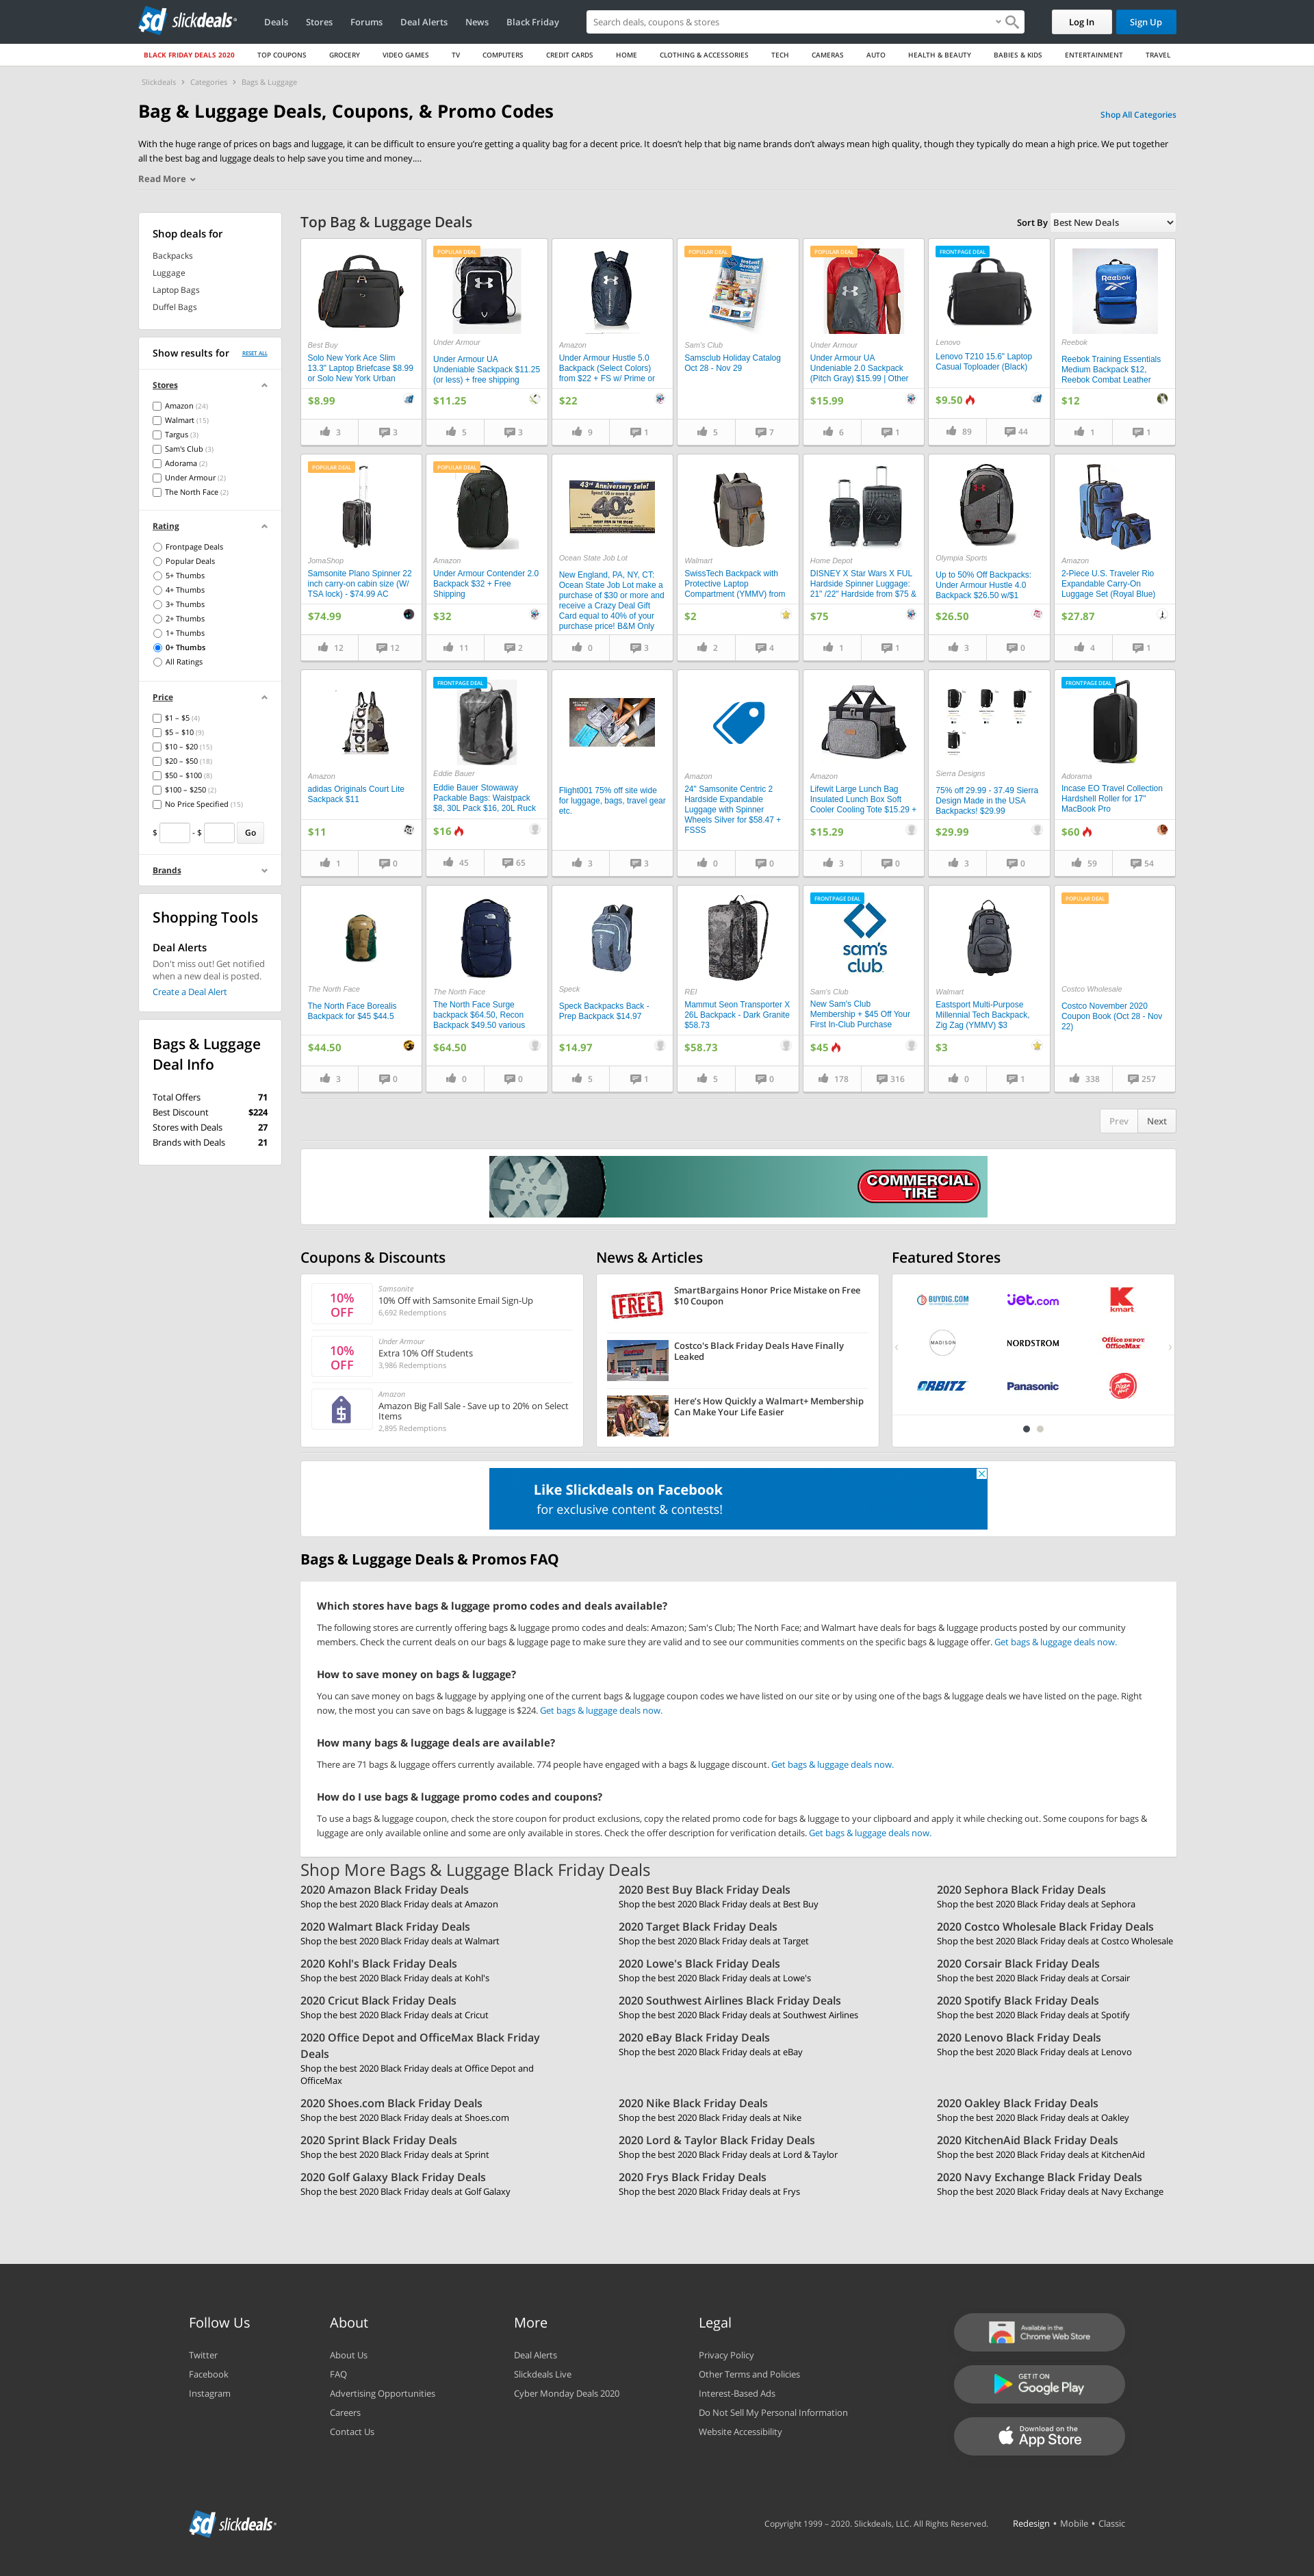 slickdeals
Deals
Stores
Forums
Deal Alerts
News
Black Friday
Search deals, coupons & stores
Log In
Sign Up
BLACK FRIDAY DEALS 2020
TOP COUPONS
GROCERY
VIDEO GAMES
TV
COMPUTERS
CREDIT CARDS
HOME
CLOTHING & ACCESSORIES
TECH
CAMERAS
AUTO
HEALTH & BEAUTY
BABIES & KIDS
ENTERTAINMENT
TRAVEL
Slickdeals > Categories > Bags & Luggage
Bag & Luggage Deals, Coupons, & Promo Codes
Shop All Categories
With the huge range of prices on bags and luggage, it can be difficult to ensure you're getting a quality bag for a decent price. It doesn't help that big name brands don't always mean high quality, though they typically do mean a high price. We put together
all the best bag and luggage deals to help save you time and money....
Read More
Shop deals for
Backpacks
Luggage
Laptop Bags
Duffel Bags
Show results for
RESET ALL
Stores
Amazon (24)
Walmart (15)
Targus (3)
Sam's Club (3)
Adorama (2)
Under Armour (2)
The North Face (2)
Rating
Frontpage Deals
Popular Deals
5+ Thumbs
4+ Thumbs
3+ Thumbs
2+ Thumbs
1+ Thumbs
0+ Thumbs
All Ratings
Price
$1 – $5 (4)
$5 – $10 (9)
$10 – $20 (15)
$20 – $50 (18)
$50 – $100 (8)
$100 – $250 (2)
No Price Specified (15)
$ - $ Go
Brands
Shopping Tools
Deal Alerts
Don't miss out! Get notified
when a new deal is posted.
Create a Deal Alert
Bags & Luggage
Deal Info
Total Offers 71
Best Discount $224
Stores with Deals 27
Brands with Deals 21
Top Bag & Luggage Deals
Sort By Best New Deals
Best Buy
Solo New York Ace Slim
13.3" Laptop Briefcase $8.99
or Solo New York Urban
$8.99
3 3
POPULAR DEAL
Under Armour
Under Armour UA
Undeniable Sackpack $11.25
(or less) + free shipping
$11.25
5 3
Amazon
Under Armour Hustle 5.0
Backpack (Select Colors)
from $22 + FS w/ Prime or
$22
9 1
POPULAR DEAL
Instant
Savings
Sam's Club
Samsclub Holiday Catalog
Oct 28 - Nov 29
5 7
POPULAR DEAL
Under Armour
Under Armour UA
Undeniable 2.0 Sackpack
(Pitch Gray) $15.99 | Other
$15.99
6 1
FRONTPAGE DEAL
Lenovo
Lenovo T210 15.6" Laptop
Casual Toploader (Black)
$9.50
89 44
Reebok
Reebok
Reebok Training Essentials
Medium Backpack $12,
Reebok Combat Leather
$12
1 1
POPULAR DEAL
JomaShop
Samsonite Plano Spinner 22
inch carry-on cabin size (W/
TSA lock) - $74.99 AC
$74.99
12 12
POPULAR DEAL
Amazon
Under Armour Contender 2.0
Backpack $32 + Free
Shipping
$32
11 2
43rd Anniversary Sale!
40%
Ocean State Job Lot
New England, PA, NY, CT:
Ocean State Job Lot make a
purchase of $30 or more and
receive a Crazy Deal Gift
Card equal to 40% of your
purchase price! B&M Only
0 3
Walmart
SwissTech Backpack with
Protective Laptop
Compartment (YMMV) from
$2
2 4
Home Depot
DISNEY X Star Wars X FUL
Hardside Spinner Luggage:
21" /22" Hardside from $75 &
$75
1 1
Olympia Sports
Up to 50% Off Backpacks:
Under Armour Hustle 4.0
Backpack $26.50 w/$1
$26.50
3 0
Amazon
2-Piece U.S. Traveler Rio
Expandable Carry-On
Luggage Set (Royal Blue)
$27.87
4 1
adidas
Amazon
adidas Originals Court Lite
Sackpack $11
$11
1 0
FRONTPAGE DEAL
Eddie Bauer
Eddie Bauer Stowaway
Packable Bags: Waistpack
$8, 30L Pack $16, 20L Ruck
$16
45 65
Flight001 75% off site wide
for luggage, bags, travel gear
etc.
3 3
Amazon
24" Samsonite Centric 2
Hardside Expandable
Luggage with Spinner
Wheels Silver for $58.47 +
FSSS
0 0
Amazon
Lifewit Large Lunch Bag
Insulated Lunch Box Soft
Cooler Cooling Tote $15.29 +
$15.29
3 0
Sierra Designs
75% off 29.99 - 37.49 Sierra
Design Made in the USA
Backpacks! $29.99
$29.99
3 0
FRONTPAGE DEAL
Adorama
Incase EO Travel Collection
Hardshell Roller for 17"
MacBook Pro
$60
59 54
The North Face
The North Face Borealis
Backpack for $45 $44.5
$44.50
3 0
The North Face
The North Face Surge
backpack $64.50, Recon
Backpack $49.50 various
$64.50
0 0
Speck
Speck Backpacks Back -
Prep Backpack $14.97
$14.97
5 1
REI
Mammut Seon Transporter X
26L Backpack - Dark Granite
$58.73
$58.73
5 0
FRONTPAGE DEAL
sam's
club
Sam's Club
New Sam's Club
Membership + $45 Off Your
First In-Club Purchase
$45
178 316
Walmart
Eastsport Multi-Purpose
Millennial Tech Backpack,
Zig Zag (YMMV) $3
$3
0 1
POPULAR DEAL
Costco Wholesale
Costco November 2020
Coupon Book (Oct 28 - Nov
22)
338 257
Prev Next
COMMERCIAL
TIRE
Coupons & Discounts
10%
OFF
Samsonite
10% Off with Samsonite Email Sign-Up
6,692 Redemptions
10%
OFF
Under Armour
Extra 10% Off Students
3,986 Redemptions
Amazon
Amazon Big Fall Sale - Save up to 20% on Select
Items
2,895 Redemptions
News & Articles
FREE
SmartBargains Honor Price Mistake on Free
$10 Coupon
Costco's Black Friday Deals Have Finally
Leaked
Here's How Quickly a Walmart+ Membership
Can Make Your Life Easier
Featured Stores
BUYDIG.COM
jet.com
kmart
MADISON
NORDSTROM
Office DEPOT
OfficeMax
ORBITZ
Panasonic
Pizza Hut
Like Slickdeals on Facebook
for exclusive content & contests!
Bags & Luggage Deals & Promos FAQ
Which stores have bags & luggage promo codes and deals available?
The following stores are currently offering bags & luggage promo codes and deals: Amazon; Sam's Club; The North Face; and Walmart have deals for bags & luggage products posted by our community
members. Check the current deals on our bags & luggage page to make sure they are valid and to see our communities comments on the specific bags & luggage offer. Get bags & luggage deals now.
How to save money on bags & luggage?
You can save money on bags & luggage by applying one of the current bags & luggage coupon codes we have listed on our site or by using one of the bags & luggage deals we have listed on the page. Right
now, the most you can save on bags & luggage is $224. Get bags & luggage deals now.
How many bags & luggage deals are available?
There are 71 bags & luggage offers currently available. 774 people have engaged with a bags & luggage discount. Get bags & luggage deals now.
How do I use bags & luggage promo codes and coupons?
To use a bags & luggage coupon, check the store coupon for product exclusions, copy the related promo code for bags & luggage to your clipboard and apply it while checking out. Some coupons for bags &
luggage are only available online and some are only available in stores. Check the offer description for verification details. Get bags & luggage deals now.
Shop More Bags & Luggage Black Friday Deals
2020 Amazon Black Friday Deals
Shop the best 2020 Black Friday deals at Amazon
2020 Best Buy Black Friday Deals
Shop the best 2020 Black Friday deals at Best Buy
2020 Sephora Black Friday Deals
Shop the best 2020 Black Friday deals at Sephora
2020 Walmart Black Friday Deals
Shop the best 2020 Black Friday deals at Walmart
2020 Target Black Friday Deals
Shop the best 2020 Black Friday deals at Target
2020 Costco Wholesale Black Friday Deals
Shop the best 2020 Black Friday deals at Costco Wholesale
2020 Kohl's Black Friday Deals
Shop the best 2020 Black Friday deals at Kohl's
2020 Lowe's Black Friday Deals
Shop the best 2020 Black Friday deals at Lowe's
2020 Corsair Black Friday Deals
Shop the best 2020 Black Friday deals at Corsair
2020 Cricut Black Friday Deals
Shop the best 2020 Black Friday deals at Cricut
2020 Southwest Airlines Black Friday Deals
Shop the best 2020 Black Friday deals at Southwest Airlines
2020 Spotify Black Friday Deals
Shop the best 2020 Black Friday deals at Spotify
2020 Office Depot and OfficeMax Black Friday
Deals
Shop the best 2020 Black Friday deals at Office Depot and
OfficeMax
2020 eBay Black Friday Deals
Shop the best 2020 Black Friday deals at eBay
2020 Lenovo Black Friday Deals
Shop the best 2020 Black Friday deals at Lenovo
2020 Shoes.com Black Friday Deals
Shop the best 2020 Black Friday deals at Shoes.com
2020 Nike Black Friday Deals
Shop the best 2020 Black Friday deals at Nike
2020 Oakley Black Friday Deals
Shop the best 2020 Black Friday deals at Oakley
2020 Sprint Black Friday Deals
Shop the best 2020 Black Friday deals at Sprint
2020 Lord & Taylor Black Friday Deals
Shop the best 2020 Black Friday deals at Lord & Taylor
2020 KitchenAid Black Friday Deals
Shop the best 2020 Black Friday deals at KitchenAid
2020 Golf Galaxy Black Friday Deals
Shop the best 2020 Black Friday deals at Golf Galaxy
2020 Frys Black Friday Deals
Shop the best 2020 Black Friday deals at Frys
2020 Navy Exchange Black Friday Deals
Shop the best 2020 Black Friday deals at Navy Exchange
Follow Us
Twitter
Facebook
Instagram
About
About Us
FAQ
Advertising Opportunities
Careers
Contact Us
More
Deal Alerts
Slickdeals Live
Cyber Monday Deals 2020
Legal
Privacy Policy
Other Terms and Policies
Interest-Based Ads
Do Not Sell My Personal Information
Website Accessibility
Available in the
Chrome Web Store
GET IT ON
Google Play
Download on the
App Store
slickdeals
Copyright 1999 – 2020. Slickdeals, LLC. All Rights Reserved.
Redesign • Mobile • Classic